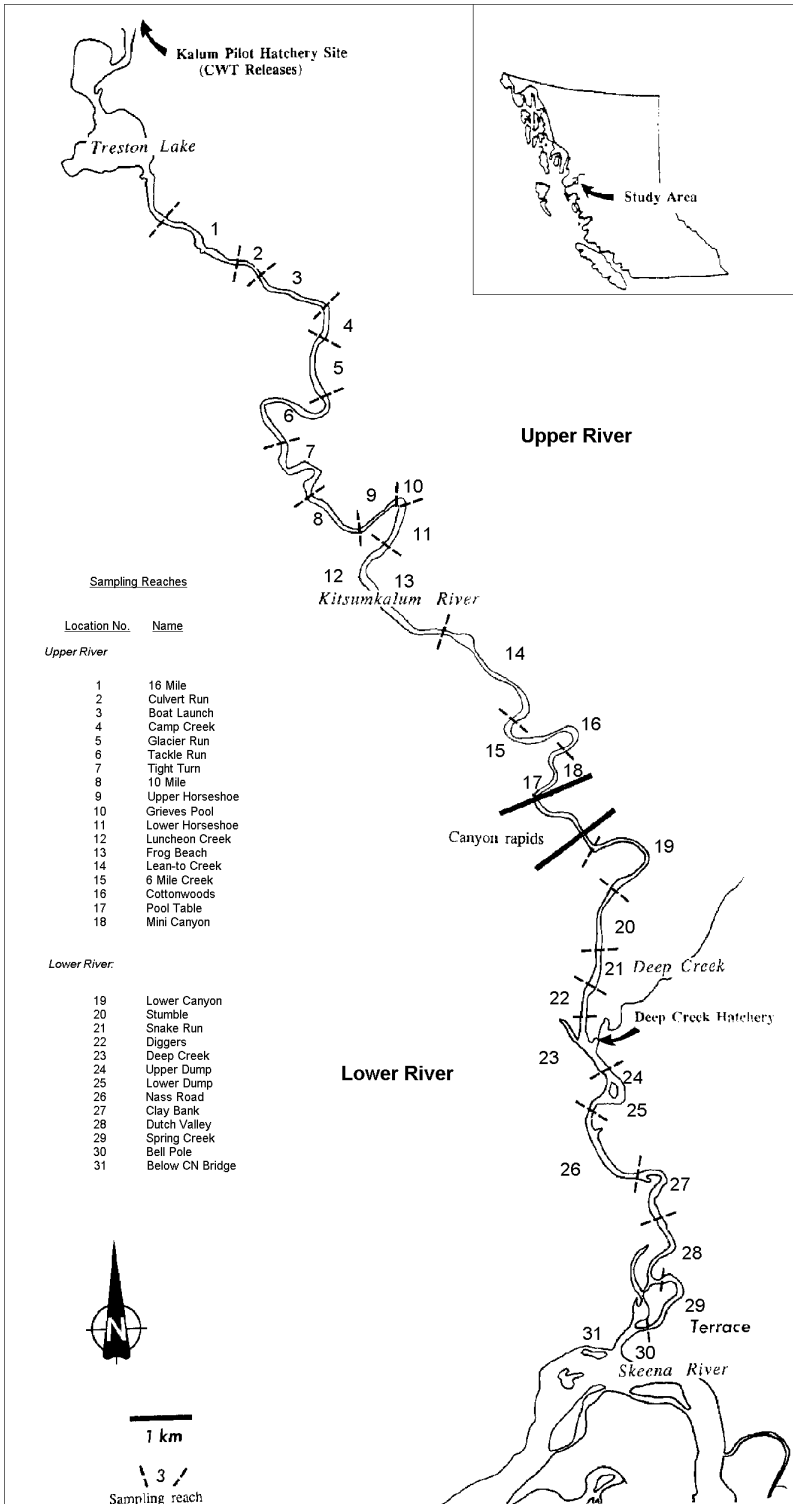 Kalum Pilot Hatchery Site
(CWT Releases)
Treston Lake
Study Area
1
2
3
4
5
6
7
8
9
10
11
12
13
Upper River
Kitsumkalum River
14
15
16
17
18
Canyon rapids
19
20
21
Deep Creek
22
Deep Creek Hatchery
23
Lower River
24
25
26
27
28
29
Terrace
30
31
Skeena River
Sampling Reaches
Location No. Name
Upper River
1 16 Mile
2 Culvert Run
3 Boat Launch
4 Camp Creek
5 Glacier Run
6 Tackle Run
7 Tight Turn
8 10 Mile
9 Upper Horseshoe
10 Grieves Pool
11 Lower Horseshoe
12 Luncheon Creek
13 Frog Beach
14 Lean-to Creek
15 6 Mile Creek
16 Cottonwoods
17 Pool Table
18 Mini Canyon
Lower River:
19 Lower Canyon
20 Stumble
21 Snake Run
22 Diggers
23 Deep Creek
24 Upper Dump
25 Lower Dump
26 Nass Road
27 Clay Bank
28 Dutch Valley
29 Spring Creek
30 Bell Pole
31 Below CN Bridge
N
1 km
3
Sampling reach